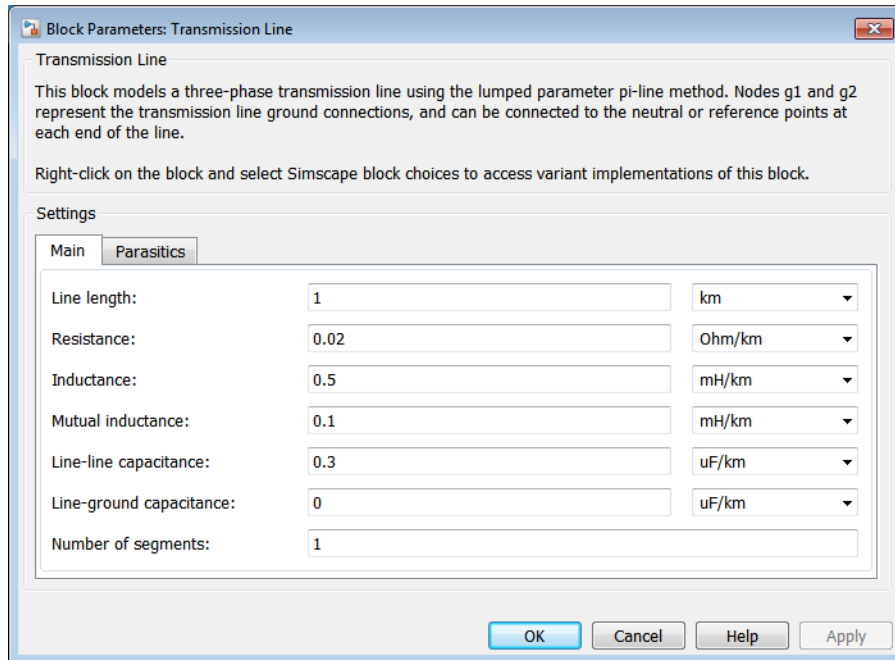 Block Parameters: Transmission Line
Transmission Line
This block models a three-phase transmission line using the lumped parameter pi-line method. Nodes g1 and g2
represent the transmission line ground connections, and can be connected to the neutral or reference points at
each end of the line.
Right-click on the block and select Simscape block choices to access variant implementations of this block.
Settings
Main Parasitics
Line length: 1 km
Resistance: 0.02 Ohm/km
Inductance: 0.5 mH/km
Mutual inductance: 0.1 mH/km
Line-line capacitance: 0.3 uF/km
Line-ground capacitance: 0 uF/km
Number of segments: 1
OK Cancel Help Apply